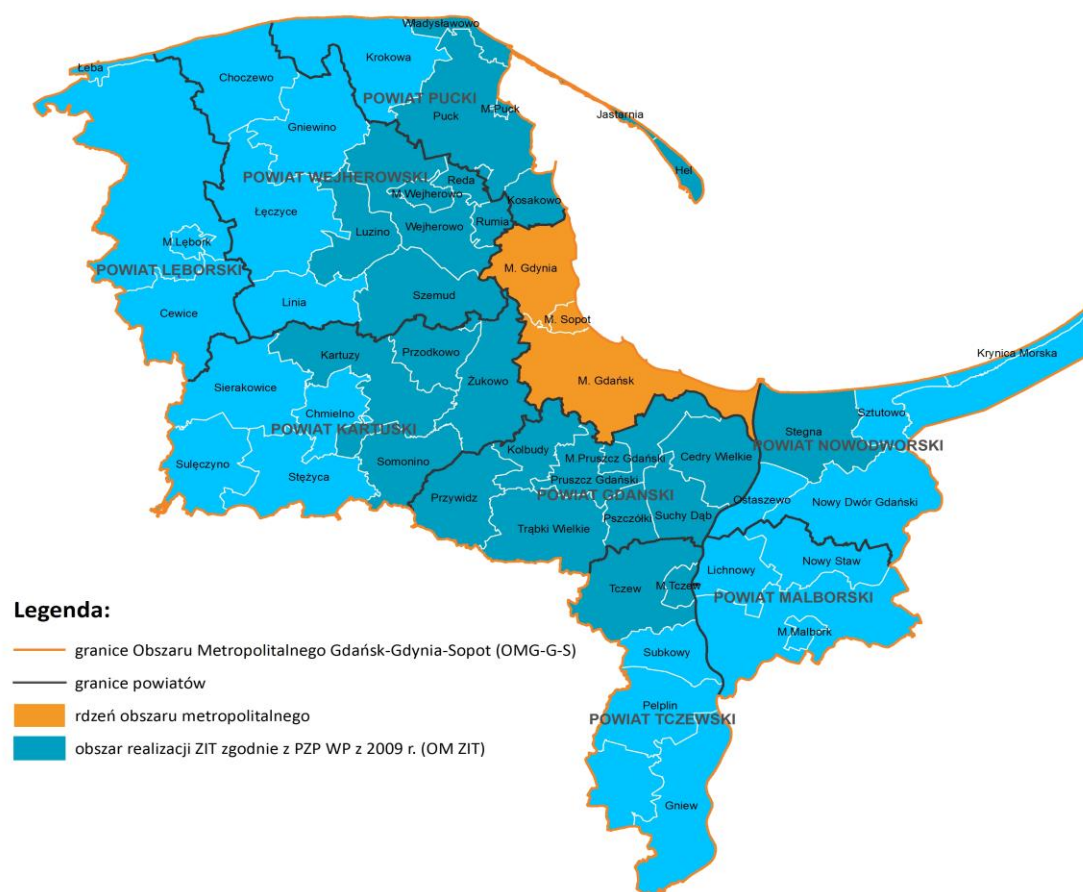 Władysławowo
Krokowa
Łeba
Choczewo
POWIAT PUCKI
M.Puck
Puck
Jastarnia
Gniewino
Hel
POWIAT WEJHEROWSKI
Reda
M.Wejherowo
Kosakowo
Łęczyce
Luzino
Wejherowo
Rumia
M.Lębork
POWIAT LĘBORSKI
M. Gdynia
Szemud
Linia
Cewice
M. Sopot
Krynica Morska
Kartuzy
Przodkowo
Żukowo
Sierakowice
M. Gdańsk
Chmielno
Sztutowo
POWIAT KARTUSKI
Stegna
POWIAT NOWODWORSKI
Kolbudy
M.Pruszcz Gdański
Cedry Wielkie
Sulęczyno
Somonino
Stężyca
Pruszcz Gdański
Przywidz
POWIAT GDAŃSKI
Ostaszewo
Nowy Dwór Gdański
Suchy Dąb
Pszczółki
Trąbki Wielkie
Nowy Staw
Lichnowy
Tczew
M.Tczew
POWIAT MALBORSKI
M.Malbork
Subkowy
Pelplin
POWIAT TCZEWSKI
Gniew
Legenda:
granice Obszaru Metropolitalnego Gdańsk-Gdynia-Sopot (OMG-G-S)
granice powiatów
rdzeń obszaru metropolitalnego
obszar realizacji ZIT zgodnie z PZP WP z 2009 r. (OM ZIT)